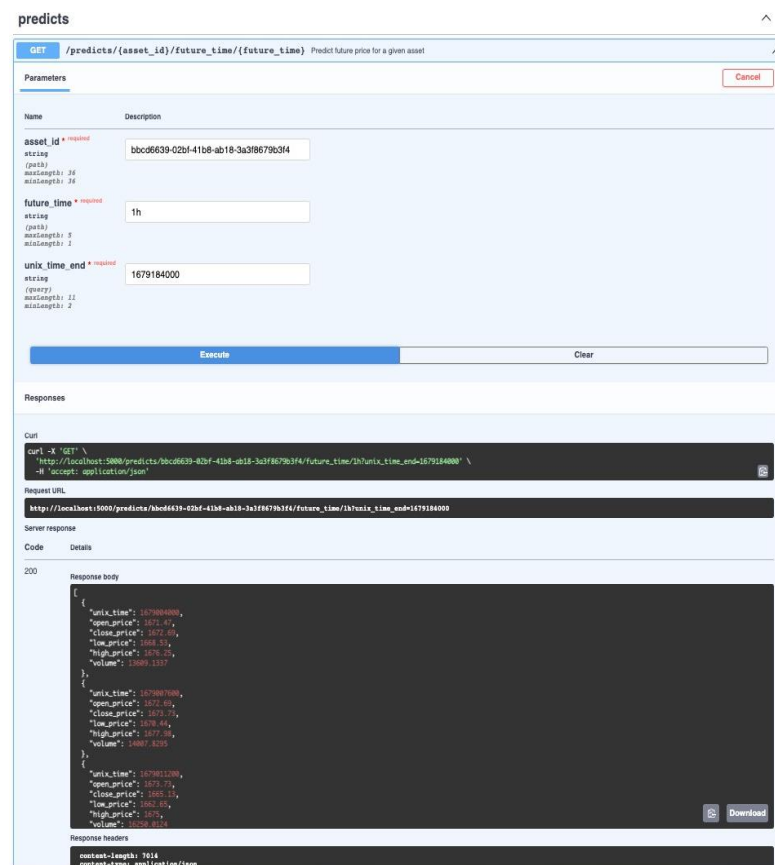 predicts
GET /predicts/{asset_id}/future_time/{future_time} Predict future price for a given asset
Parameters
Cancel
Name Description
asset_id * required
string
(path)
maxLength: 36
minLength: 36
bbcd6639-02bf-41b8-ab18-3a3f8679b3f4
future_time * required
string
(path)
maxLength: 5
minLength: 1
1h
unix_time_end * required
string
(query)
maxLength: 11
minLength: 2
1679184000
Execute
Clear
Responses
Curl
curl -X 'GET' \
'http://localhost:5000/predicts/bbcd6639-02bf-41b8-ab18-3a3f8679b3f4/future_time/1h?unix_time_end=1679184000' \
-H 'accept: application/json'
Request URL
http://localhost:5000/predicts/bbcd6639-02bf-41b8-ab18-3a3f8679b3f4/future_time/1h?unix_time_end=1679184000
Server response
Code Details
200
Response body
[
{
"unix_time": 1679004000,
"open_price": 1671.47,
"close_price": 1672.69,
"low_price": 1668.53,
"high_price": 1676.25,
"volume": 13609.1337
},
{
"unix_time": 1679007600,
"open_price": 1672.69,
"close_price": 1673.73,
"low_price": 1670.44,
"high_price": 1677.98,
"volume": 14007.8295
},
{
"unix_time": 1679011200,
"open_price": 1673.73,
"close_price": 1665.13,
"low_price": 1662.65,
"high_price": 1675,
"volume": 16250.0124
Download
Response headers
content-length: 7014
content-type: application/json